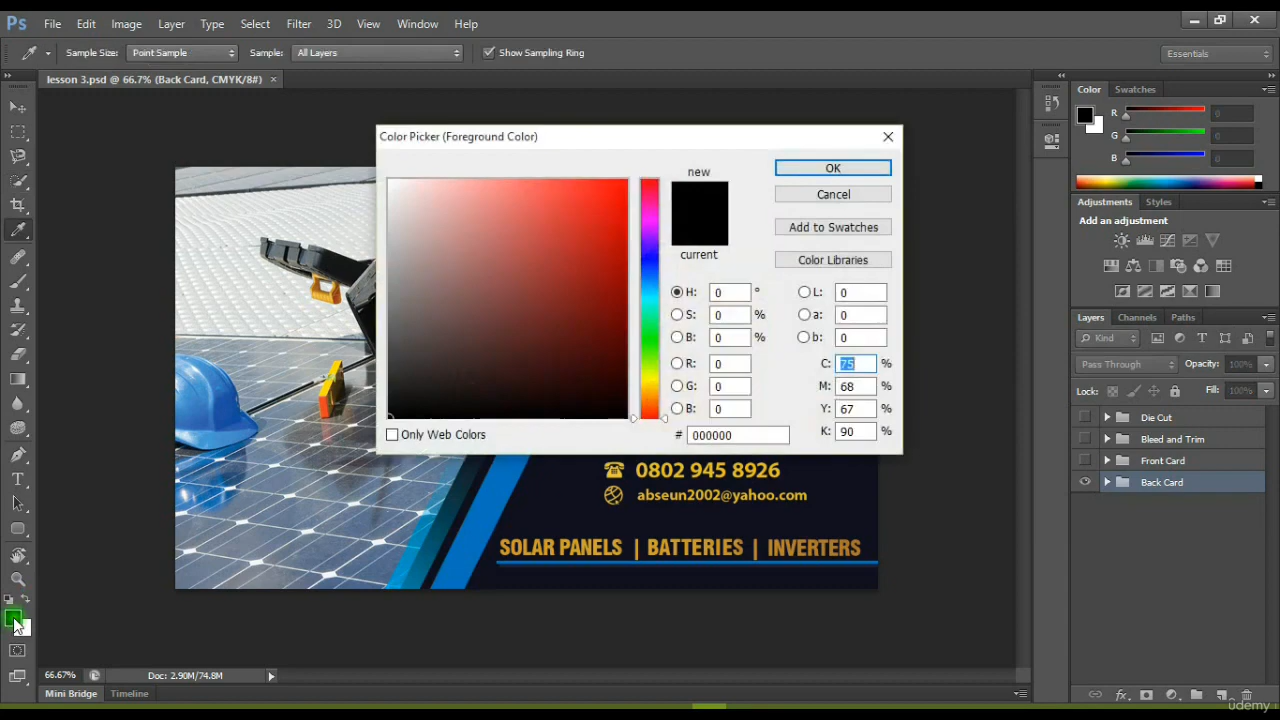 Ps File Edit Image Layer Type Select Filter 3D View Window Help
Sample Size: Point Sample Sample: All Layers Show Sampling Ring Essentials
lesson 3.psd @ 66.7% (Back Card, CMYK/8#) ×
Color Swatches
R 0
G 0
B 0
Adjustments Styles
Add an adjustment
Layers Channels Paths
Kind
Pass Through Opacity: 100%
Lock: Fill: 100%
Die Cut
Bleed and Trim
Front Card
Back Card
Color Picker (Foreground Color)
new
current
OK
Cancel
Add to Swatches
Color Libraries
H: 0 ° L: 0
S: 0 % a: 0
B: 0 % b: 0
R: 0 C: 75 %
G: 0 M: 68 %
B: 0 Y: 67 %
# 000000 K: 90 %
Only Web Colors
0802 945 8926
abseun2002@yahoo.com
SOLAR PANELS | BATTERIES | INVERTERS
66.67% Doc: 2.90M/74.8M
Mini Bridge Timeline
udemy